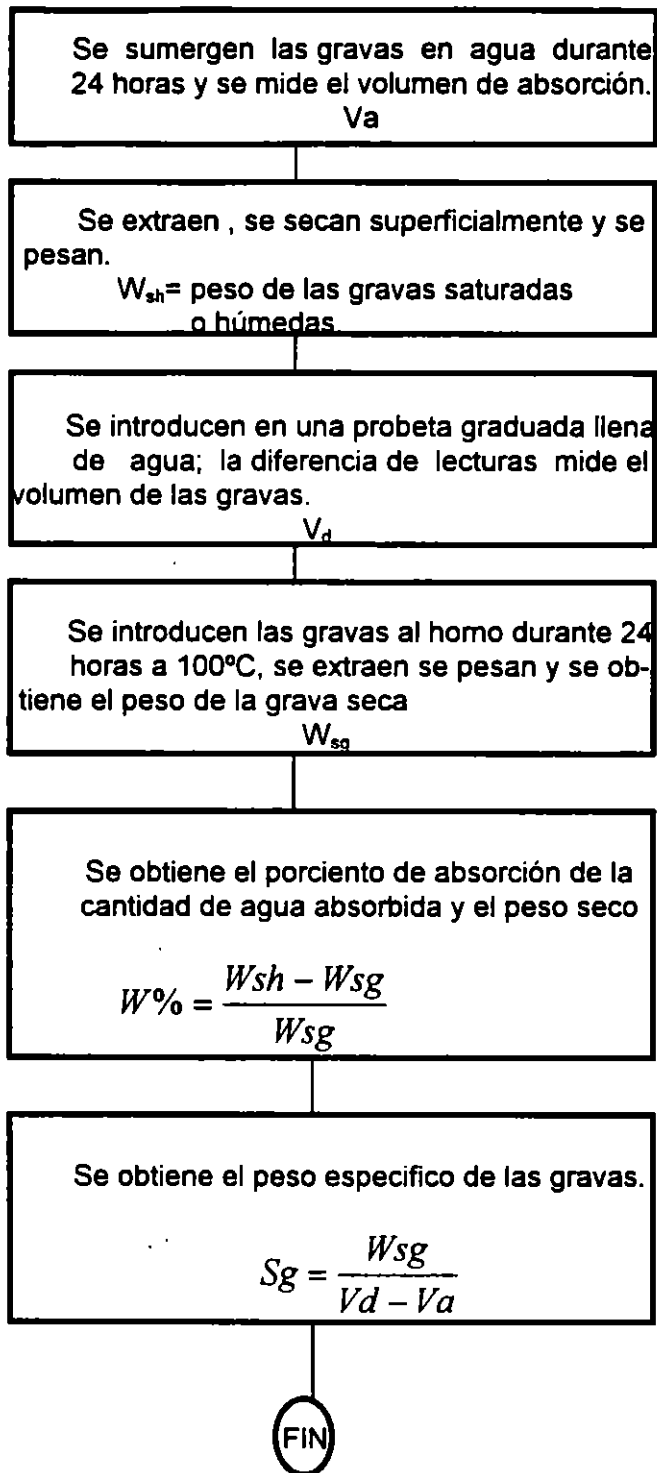 Se sumergen las gravas en agua durante
24 horas y se mide el volumen de absorción.
Va
Se extraen , se secan superficialmente y se
pesan.
W_sh= peso de las gravas saturadas
o húmedas.
Se introducen en una probeta graduada llena
de agua; la diferencia de lecturas mide el
volumen de las gravas.
V_d
Se introducen las gravas al homo durante 24
horas a 100ºC, se extraen se pesan y se ob-
tiene el peso de la grava seca
W_sg
Se obtiene el porciento de absorción de la
cantidad de agua absorbida y el peso seco
W% = (Wsh - Wsg) / Wsg
Se obtiene el peso especifico de las gravas.
Sg = Wsg / (Vd - Va)
FIN